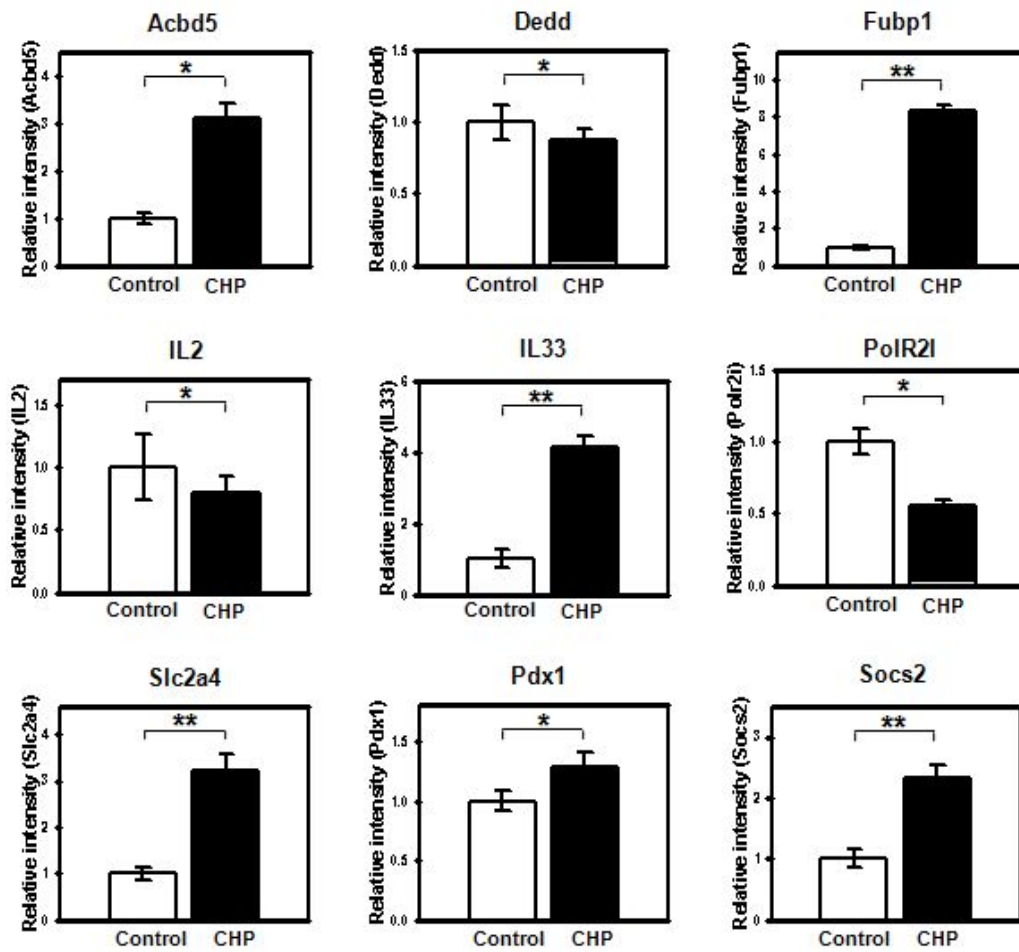 Acbd5
Relative intensity (Acbd5)
4
3
2
1
0
*
Control CHP
Dedd
Relative intensity (Dedd)
1.5
1.0
0.5
0.0
*
Control CHP
Fubp1
Relative intensity (Fubp1)
10
8
6
4
2
0
**
Control CHP
IL2
Relative intensity (IL2)
1.5
1.0
0.5
0.0
*
Control CHP
IL33
Relative intensity (IL33)
6
4
2
0
**
Control CHP
PolR2I
Relative intensity (Polr2i)
1.5
1.0
0.5
0.0
*
Control CHP
Slc2a4
Relative intensity (Slc2a4)
4
3
2
1
0
**
Control CHP
Pdx1
Relative intensity (Pdx1)
1.5
1.0
0.5
0.0
*
Control CHP
Socs2
Relative intensity (Socs2)
3
2
1
0
**
Control CHP